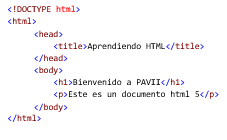 <!DOCTYPE html>
<html>
<head>
<title>Aprendiendo HTML</title>
</head>
<body>
<h1>Bienvenido a PAVII</h1>
<p>Este es un documento html 5</p>
</body>
</html>